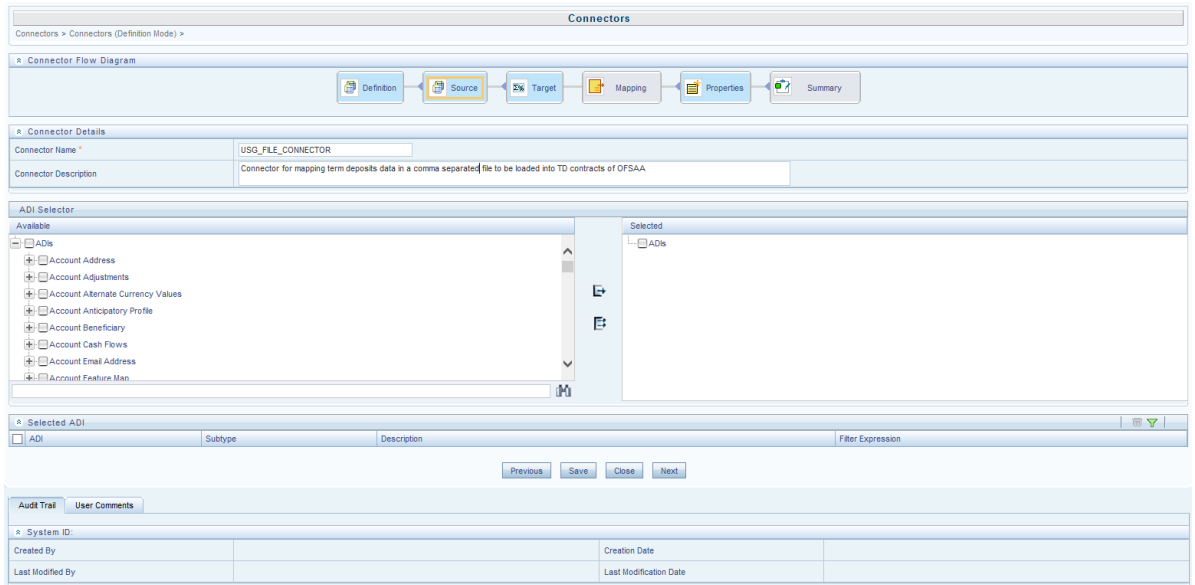 Connectors
Connectors > Connectors (Definition Mode) >
Connector Flow Diagram
Definition Source Target Mapping Properties Summary
Connector Details
Connector Name * USG_FILE_CONNECTOR
Connector Description Connector for mapping term deposits data in a comma separated file to be loaded into TD contracts of OFSAA
ADI Selector
Available Selected
ADIs ADIs
Account Address
Account Adjustments
Account Alternate Currency Values
Account Anticipatory Profile
Account Beneficiary
Account Cash Flows
Account Email Address
Account Feature Map
Selected ADI
ADI Subtype Description Filter Expression
Previous Save Close Next
Audit Trail User Comments
System ID:
Created By Creation Date
Last Modified By Last Modification Date